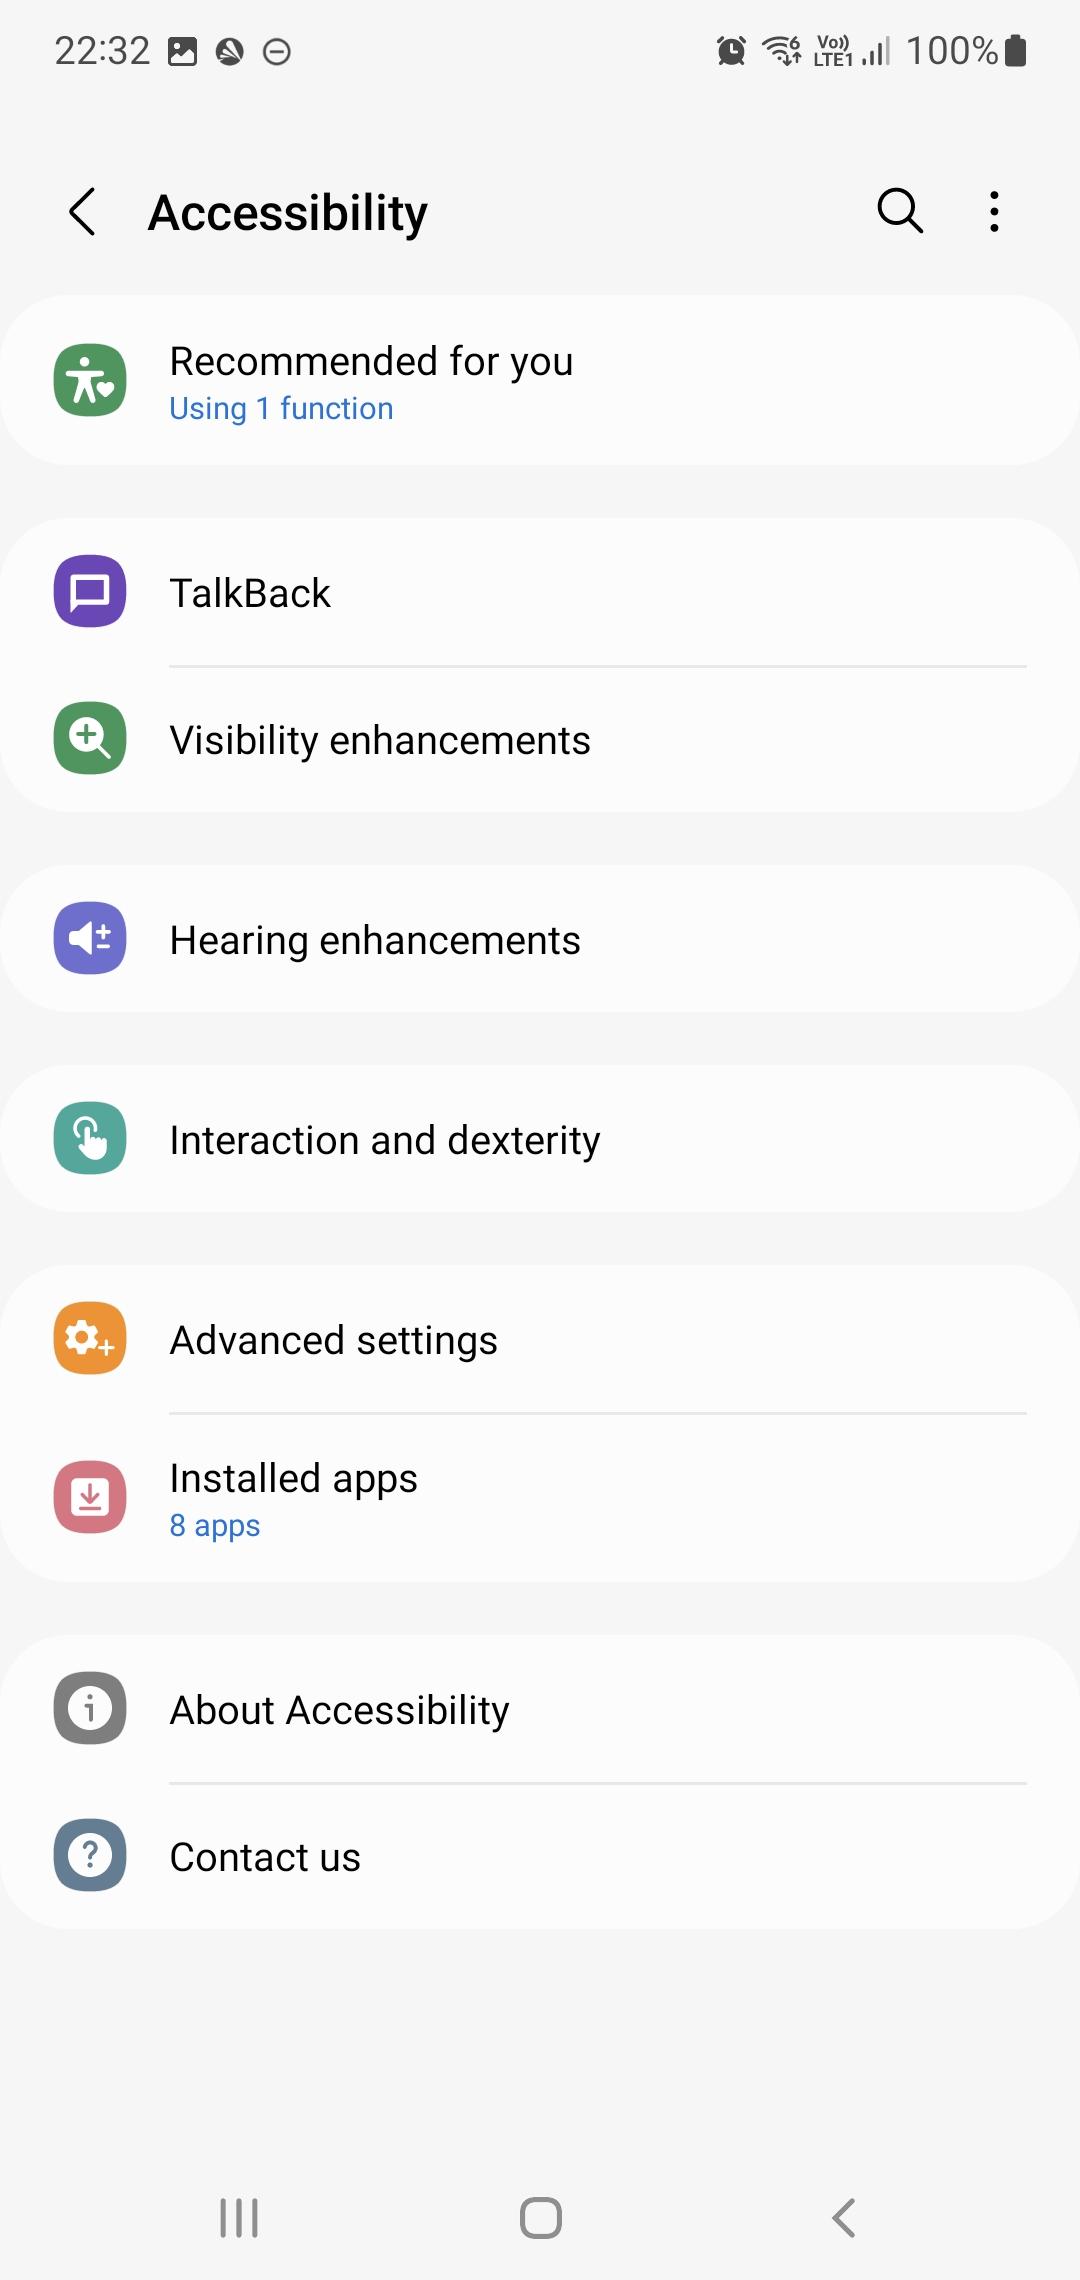 22:32 6 Vo)) LTE1 100%
Accessibility
Recommended for you
Using 1 function
TalkBack
Visibility enhancements
Hearing enhancements
Interaction and dexterity
Advanced settings
Installed apps
8 apps
About Accessibility
Contact us